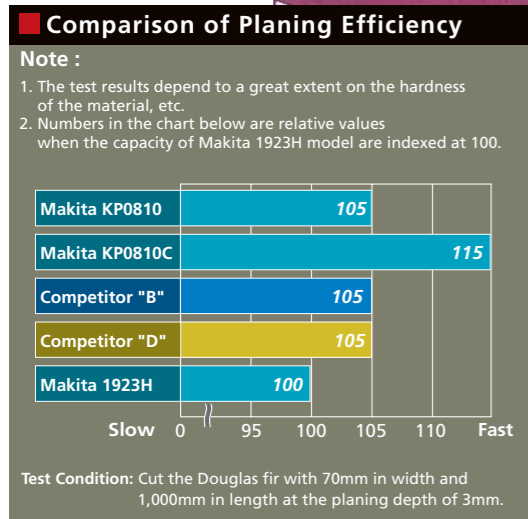 Comparison of Planing Efficiency
Note :
1. The test results depend to a great extent on the hardness
of the material, etc.
2. Numbers in the chart below are relative values
when the capacity of Makita 1923H model are indexed at 100.
Makita KP0810 105
Makita KP0810C 115
Competitor "B" 105
Competitor "D" 105
Makita 1923H 100
Slow 0 95 100 105 110 Fast
Test Condition: Cut the Douglas fir with 70mm in width and
1,000mm in length at the planing depth of 3mm.